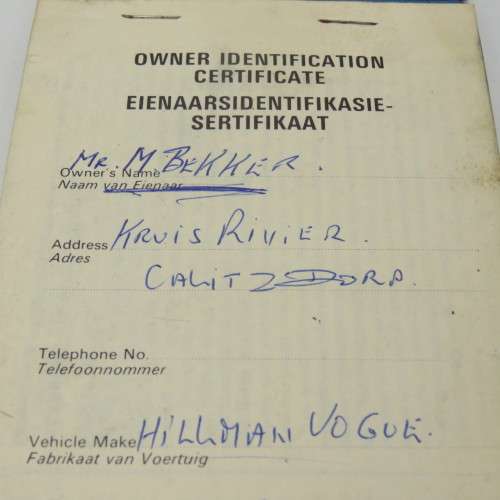 OWNER IDENTIFICATION
CERTIFICATE
EIENAARSIDENTIFIKASIE-
SERTIFIKAAT
Owner's Name MR. M. BEKKER.
Naam van Eienaar
Address KRUIS RIVIER.
Adres
CALITZDORP.
Telephone No.
Telefoonnommer
Vehicle Make HILLMAN VOGUE.
Fabrikaat van Voertuig